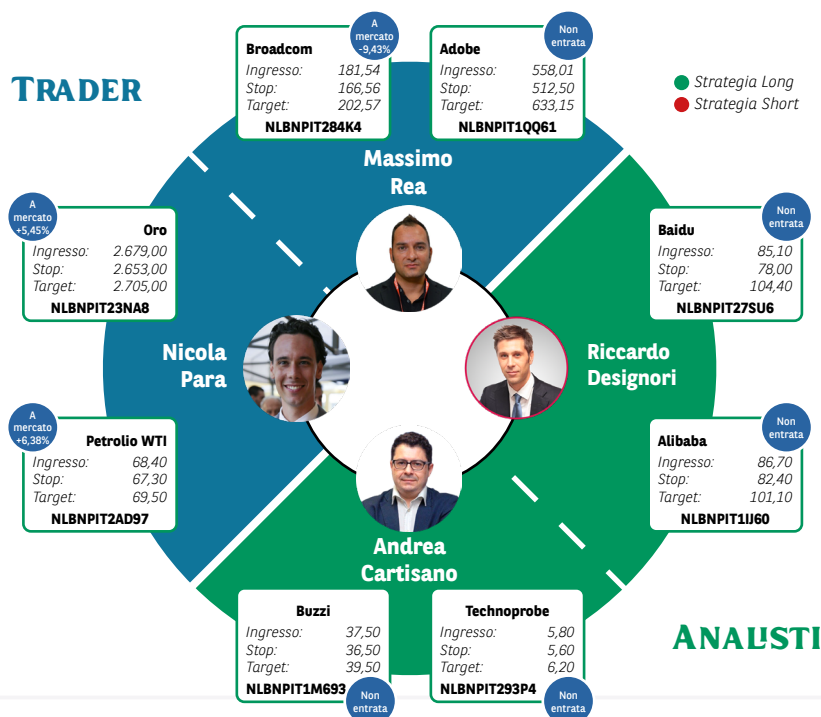 TRADER
Broadcom
Ingresso: 181,54
Stop: 166,56
Target: 202,57
NLBNPIT284K4
A
mercato
-9,43%
Adobe
Ingresso: 558,01
Stop: 512,50
Target: 633,15
NLBNPIT1QQ61
Non
entrata
Strategia Long
Strategia Short
Massimo
Rea
A
mercato
+5,45%
Oro
Ingresso: 2.679,00
Stop: 2.653,00
Target: 2.705,00
NLBNPIT23NA8
Non
entrata
Baidu
Ingresso: 85,10
Stop: 78,00
Target: 104,40
NLBNPIT27SU6
Nicola
Para
Riccardo
Designori
A
mercato
+6,38%
Petrolio WTI
Ingresso: 68,40
Stop: 67,30
Target: 69,50
NLBNPIT2AD97
Non
entrata
Alibaba
Ingresso: 86,70
Stop: 82,40
Target: 101,10
NLBNPIT1IJ60
Andrea
Cartisano
Buzzi
Ingresso: 37,50
Stop: 36,50
Target: 39,50
NLBNPIT1M693
Non
entrata
Technoprobe
Ingresso: 5,80
Stop: 5,60
Target: 6,20
NLBNPIT293P4
Non
entrata
ANALISTI